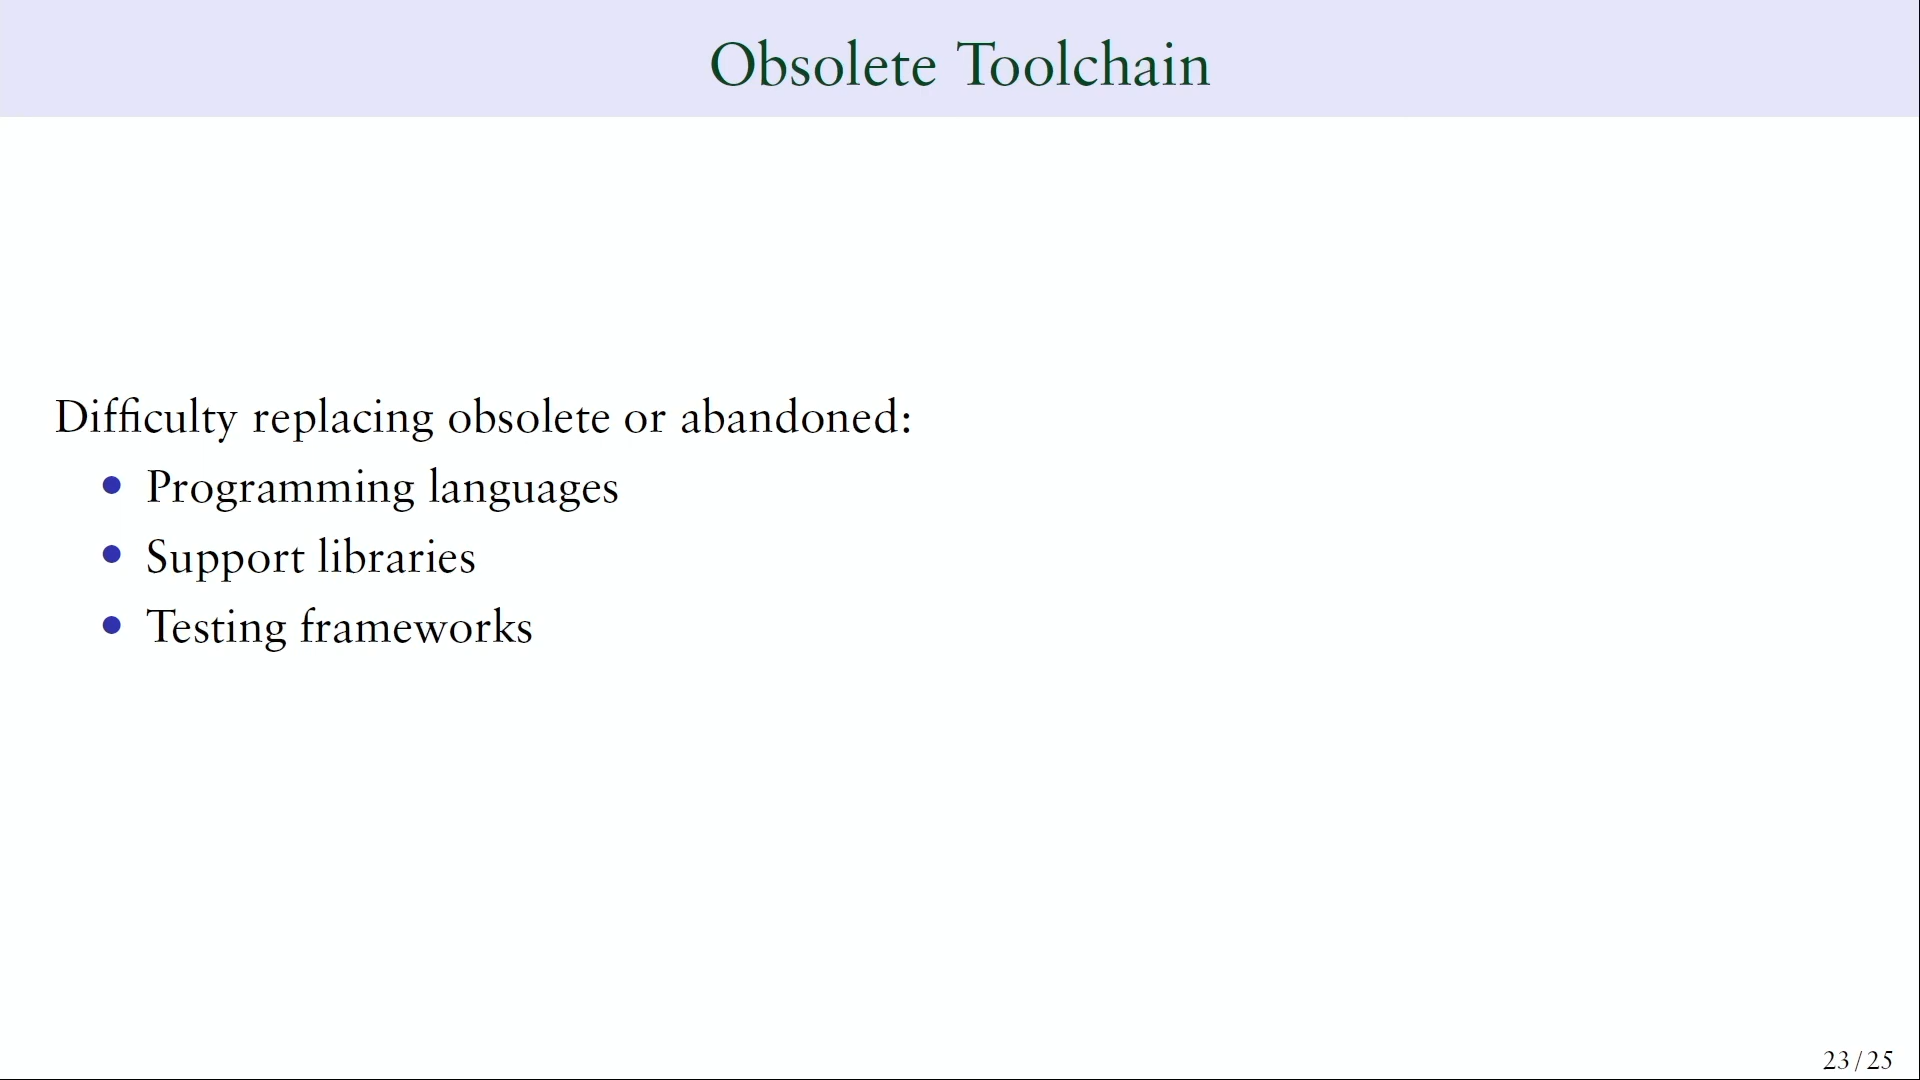 Obsolete Toolchain
Difficulty replacing obsolete or abandoned:
• Programming languages
• Support libraries
• Testing frameworks
23/25